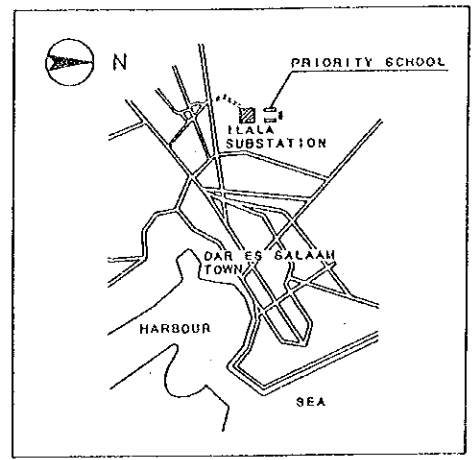 N
PRIORITY SCHOOL
ILALA
SUBSTATION
DAR ES SALAAM
TOWN
HARBOUR
SEA